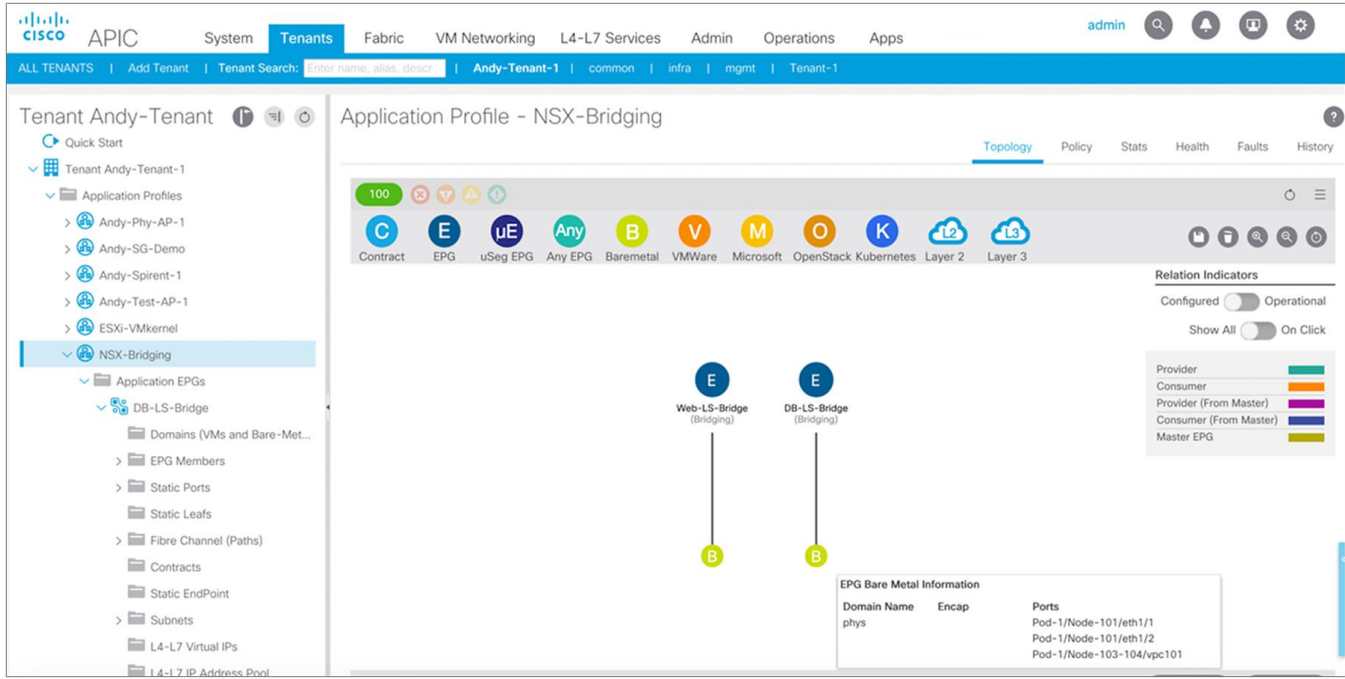 CISCO APIC System Tenants Fabric VM Networking L4-L7 Services Admin Operations Apps admin
ALL TENANTS | Add Tenant | Tenant Search: Enter name, alias, descr | Andy-Tenant-1 | common | infra | mgmt | Tenant-1
Tenant Andy-Tenant
Quick Start
Tenant Andy-Tenant-1
Application Profiles
Andy-Phy-AP-1
Andy-SG-Demo
Andy-Spirent-1
Andy-Test-AP-1
ESXi-VMkernel
NSX-Bridging
Application EPGs
DB-LS-Bridge
Domains (VMs and Bare-Met...
EPG Members
Static Ports
Static Leafs
Fibre Channel (Paths)
Contracts
Static EndPoint
Subnets
L4-L7 Virtual IPs
L4-L7 IP Address Pool
Application Profile - NSX-Bridging
?
Topology Policy Stats Health Faults History
100
C E μE Any B V M O K L2 L3
Contract EPG uSeg EPG Any EPG Baremetal VMWare Microsoft OpenStack Kubernetes Layer 2 Layer 3
Relation Indicators
Configured Operational
Show All On Click
Provider
Consumer
Provider (From Master)
Consumer (From Master)
Master EPG
E E
Web-LS-Bridge DB-LS-Bridge
(Bridging) (Bridging)
B B
EPG Bare Metal Information
Domain Name Encap Ports
phys Pod-1/Node-101/eth1/1
Pod-1/Node-101/eth1/2
Pod-1/Node-103-104/vpc101